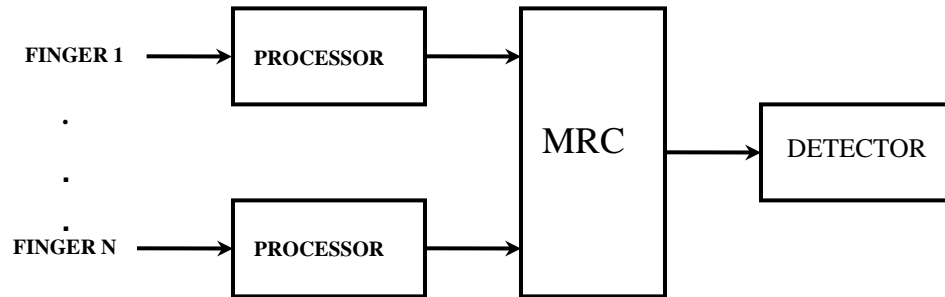 FINGER 1
PROCESSOR
MRC
DETECTOR
.
.
.
FINGER N
PROCESSOR